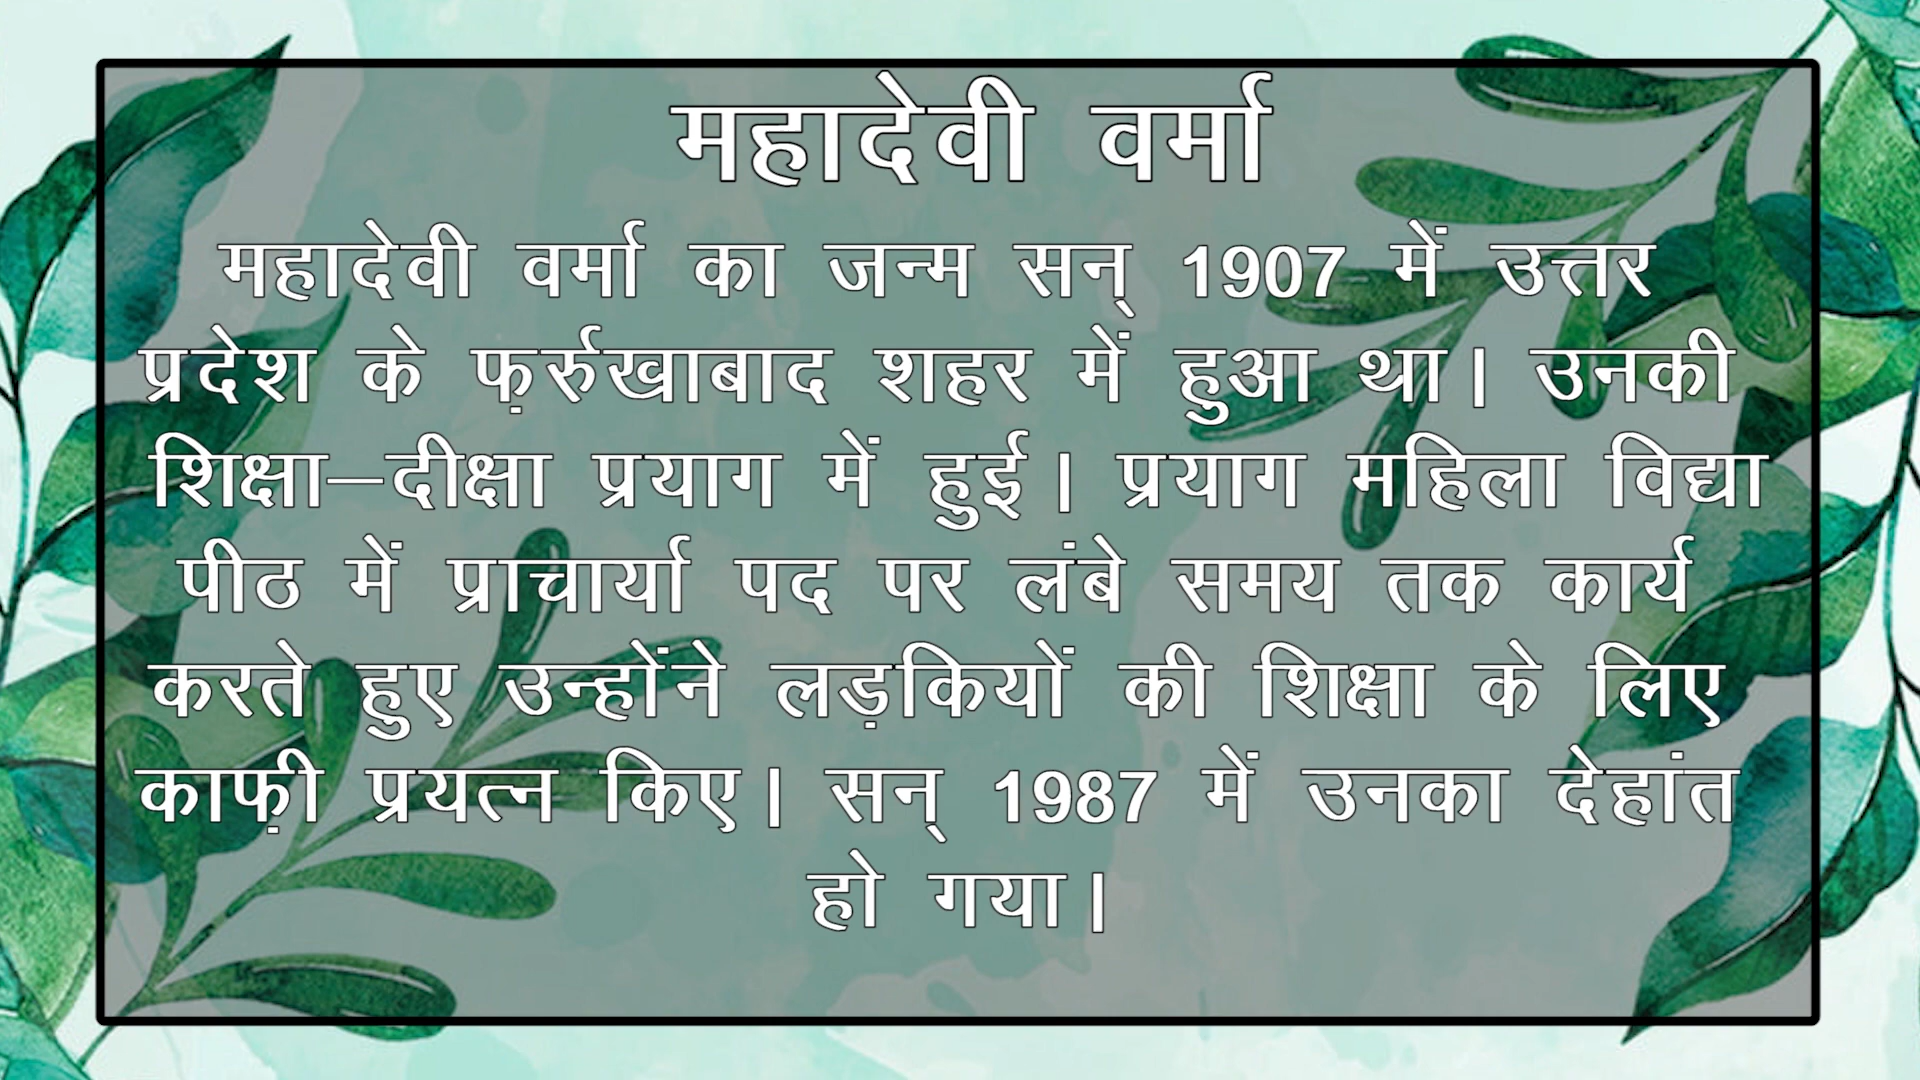 महादेवी वर्मा
महादेवी वर्मा का जन्म सन् 1907 में उत्तर
प्रदेश के फ़र्रुखाबाद शहर में हुआ था। उनकी
शिक्षा–दीक्षा प्रयाग में हुई। प्रयाग महिला विद्या
पीठ में प्राचार्या पद पर लंबे समय तक कार्य
करते हुए उन्होंने लड़कियों की शिक्षा के लिए
काफ़ी प्रयत्न किए। सन् 1987 में उनका देहांत
हो गया।